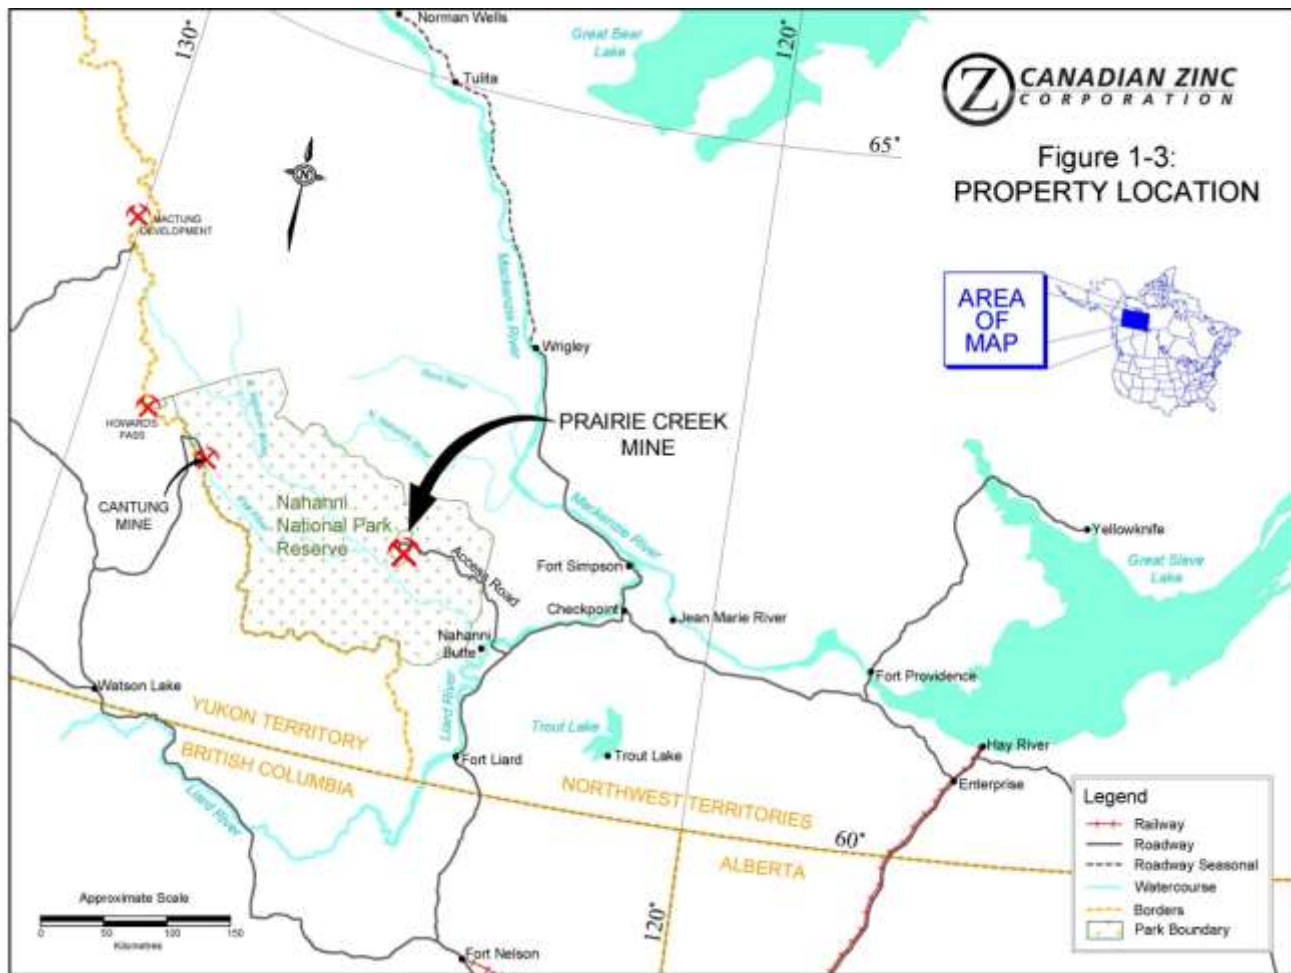 Norman Wells
130°
Great Bear
Lake
120°
Z
CANADIAN ZINC
CORPORATION
Tulita
65°
Figure 1-3:
PROPERTY LOCATION
N
MACTUNG
DEVELOPMENT
Mackenzie River
AREA
OF
MAP
Wrigley
PRAIRIE CREEK
MINE
HOWARDS
PASS
CANTUNG
MINE
Nahanni
National Park
Reserve
Mackenzie River
Yellowknife
Great Slave
Lake
Access Road
Fort Simpson
Checkpoint
Jean Marie River
Nahanni
Butte
Fort Providence
Watson Lake
YUKON TERRITORY
Liard River
Trout Lake
Trout Lake
Hay River
BRITISH COLUMBIA
Fort Liard
Enterprise
NORTHWEST TERRITORIES
Liard River
60°
ALBERTA
120°
Legend
Railway
Roadway
Roadway Seasonal
Watercourse
Borders
Park Boundary
Approximate Scale
0 50 100 150
Kilometres
Fort Nelson